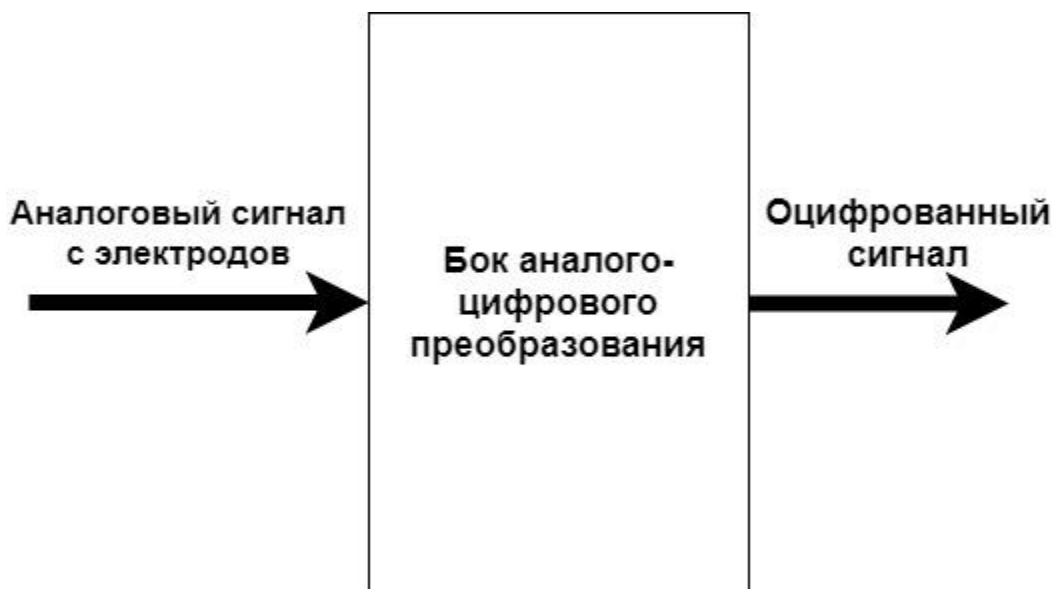 Аналоговый сигнал
с электродов
Бок аналого-
цифрового
преобразования
Оцифрованный
сигнал